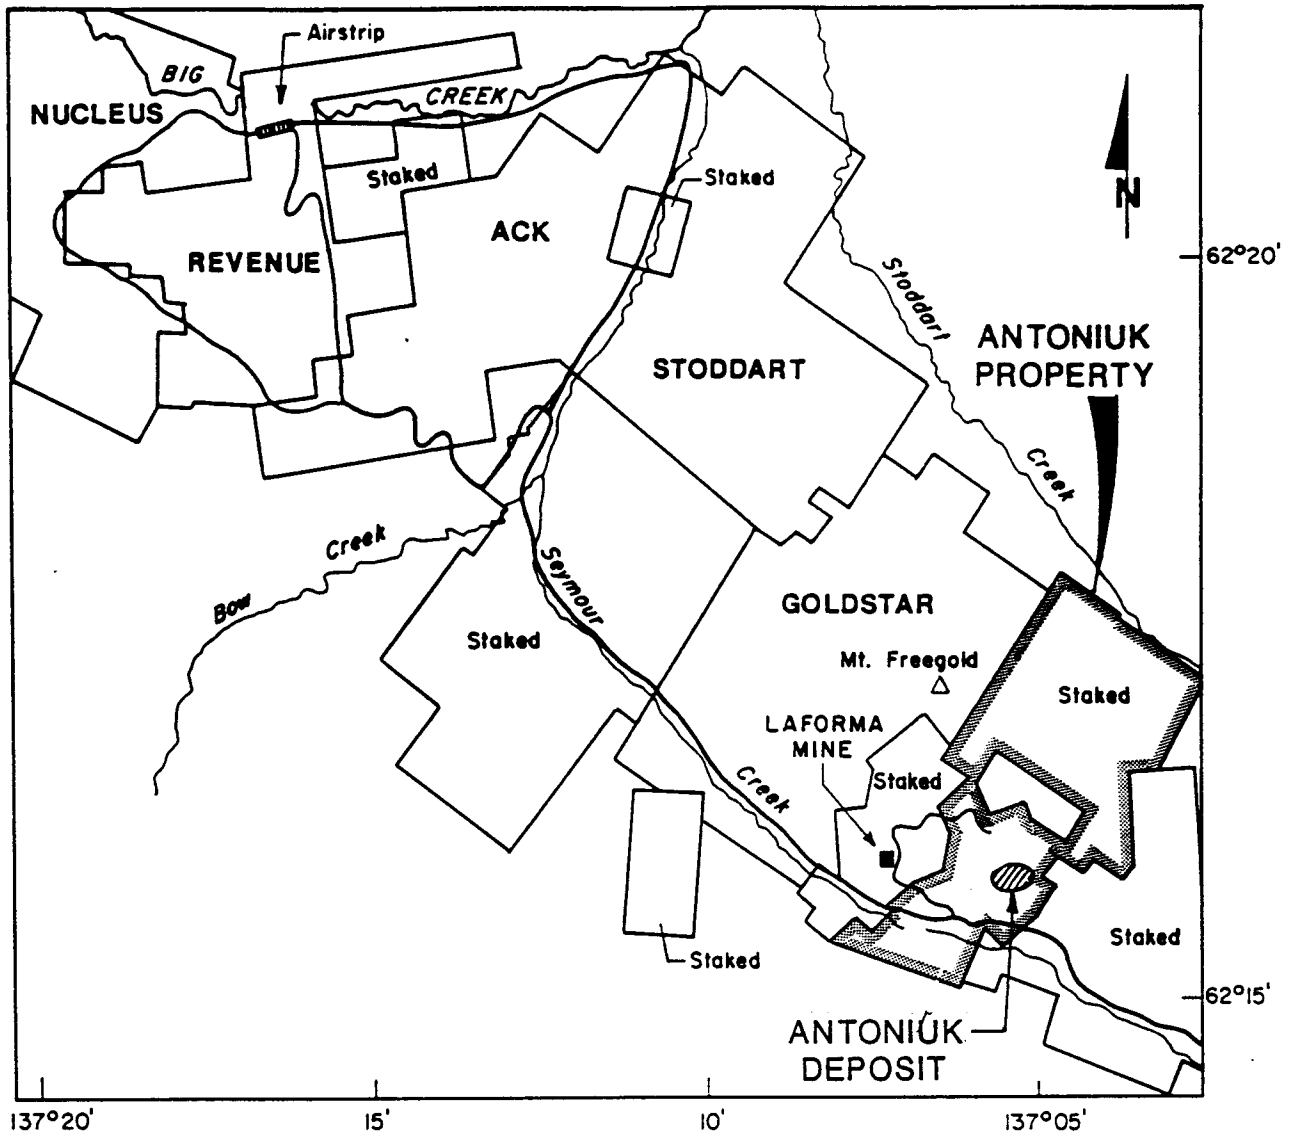 Airstrip
BIG
CREEK
NUCLEUS
Staked
Staked
ACK
REVENUE
N
62°20'
Stoddart
Creek
ANTONIUK
PROPERTY
STODDART
Creek
Bow
Seymour
Creek
GOLDSTAR
Staked
Mt. Freegold
Staked
LAFORMA
MINE
Staked
Staked
Staked
62°15'
ANTONIUK
DEPOSIT
137°20'
15'
10'
137°05'